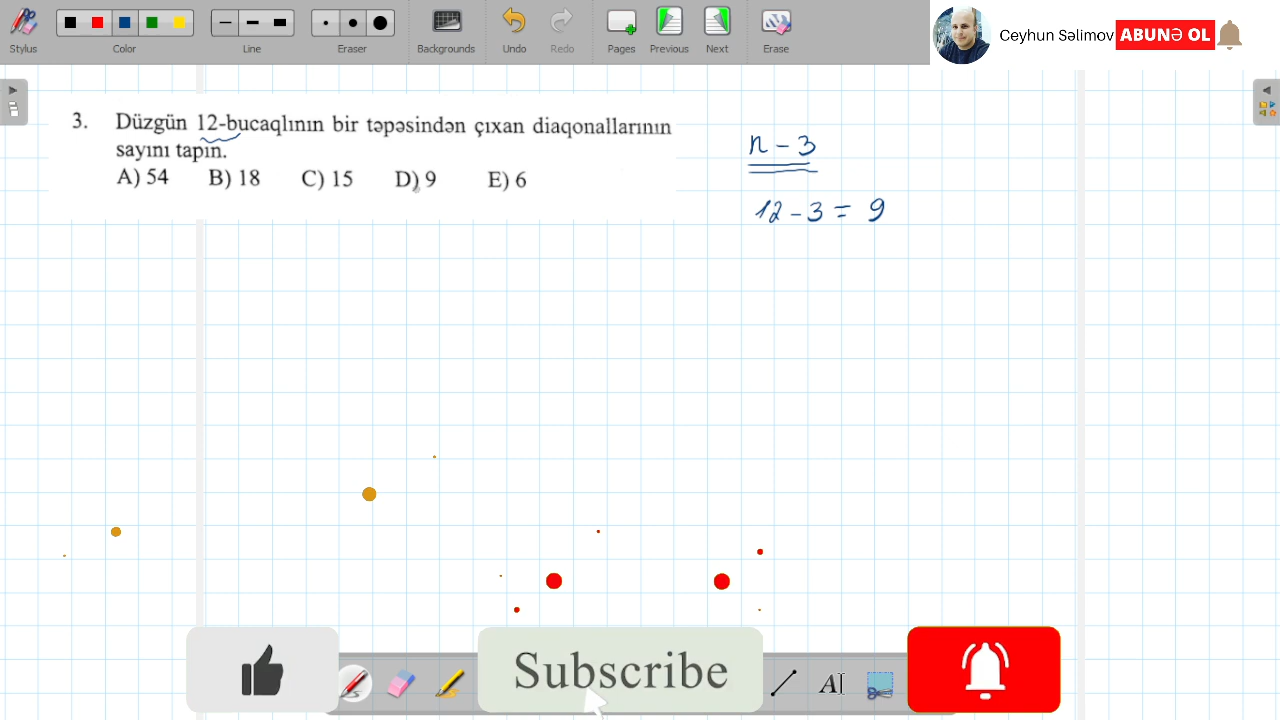 Stylus
Color
Line
Eraser
Backgrounds
Undo
Redo
Pages
Previous
Next
Erase
Ceyhun Səlimov
ABUNƏ OL
3. Düzgün 12-bucaqlının bir təpəsindən çıxan diaqonallarının
sayını tapın.
A) 54 B) 18 C) 15 D) 9 E) 6
n - 3
12 - 3 = 9
Subscribe
A